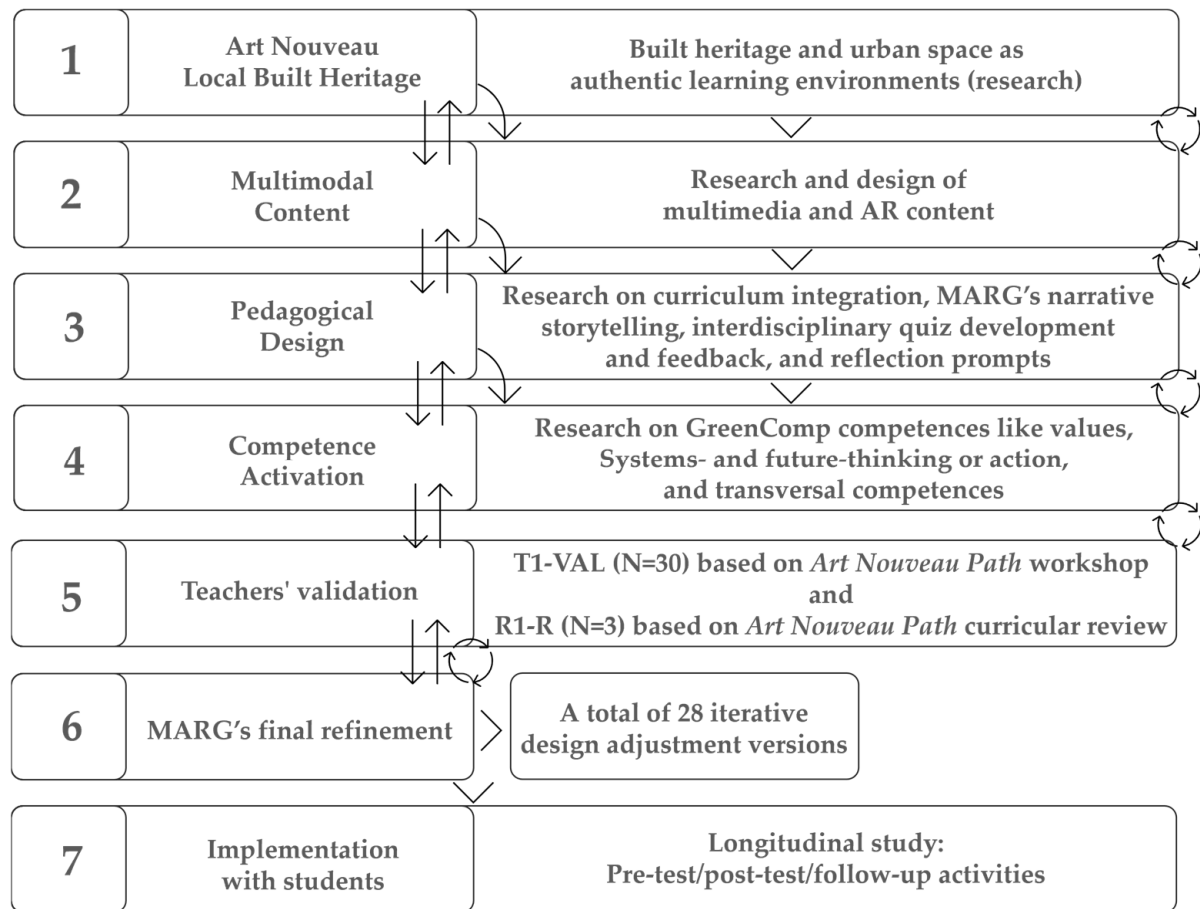 1
Art Nouveau
Local Built Heritage
Built heritage and urban space as
authentic learning environments (research)
2
Multimodal
Content
Research and design of
multimedia and AR content
3
Pedagogical
Design
Research on curriculum integration, MARG’s narrative
storytelling, interdisciplinary quiz development
and feedback, and reflection prompts
4
Competence
Activation
Research on GreenComp competences like values,
Systems- and future-thinking or action,
and transversal competences
5
Teachers' validation
T1-VAL (N=30) based on Art Nouveau Path workshop
and
R1-R (N=3) based on Art Nouveau Path curricular review
6
MARG’s final refinement
A total of 28 iterative
design adjustment versions
7
Implementation
with students
Longitudinal study:
Pre-test/post-test/follow-up activities